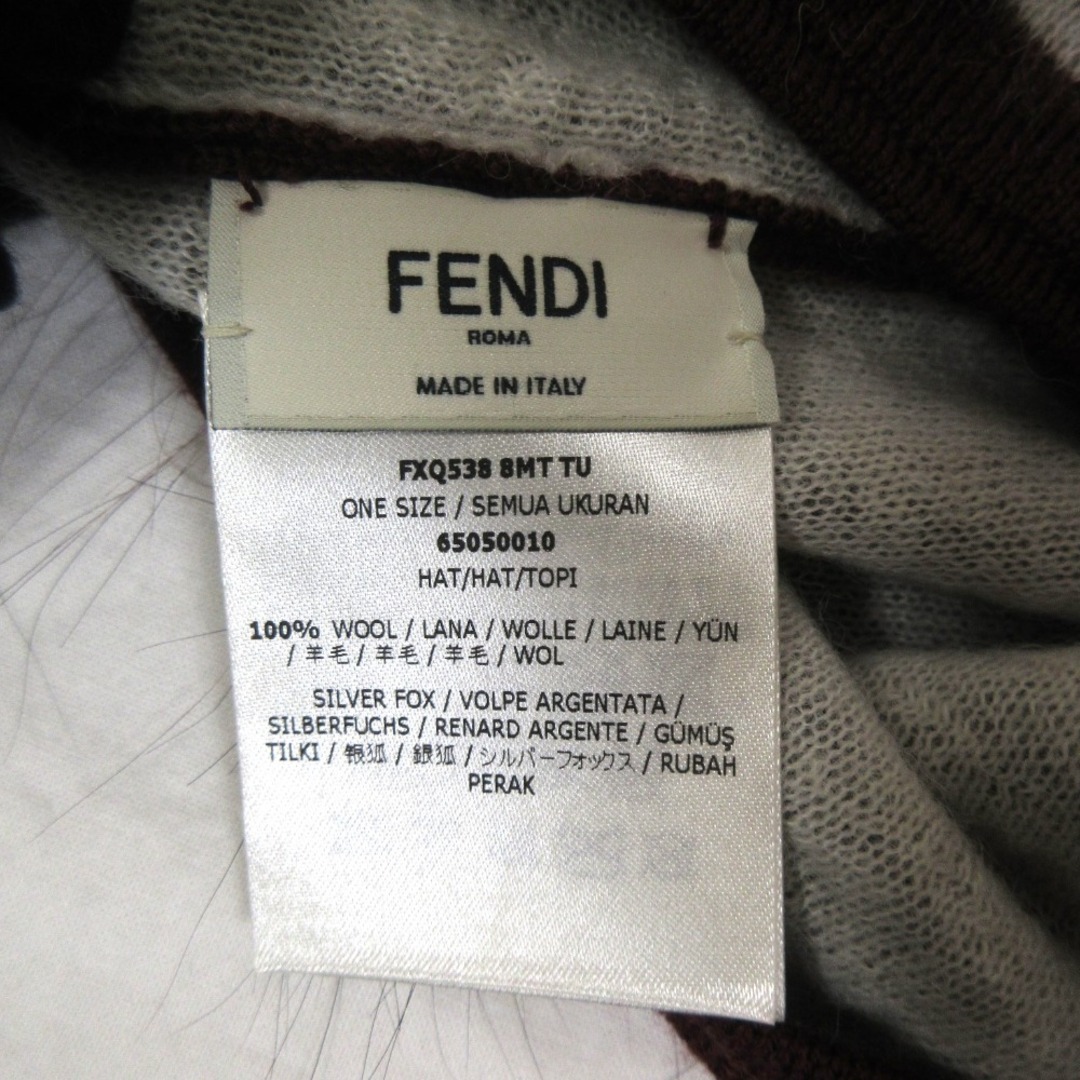 FENDI
ROMA
MADE IN ITALY
FXQ538 8MT TU
ONE SIZE / SEMUA UKURAN
65050010
HAT/HAT/TOPI
100% WOOL / LANA / WOLLE / LAINE / YÜN
/ 羊毛 / 羊毛 / 羊毛 / WOL
SILVER FOX / VOLPE ARGENTATA /
SILBERFUCHS / RENARD ARGENTE / GÜMÜŞ
TILKI / 银狐 / 銀狐 / シルバーフォックス / RUBAH
PERAK